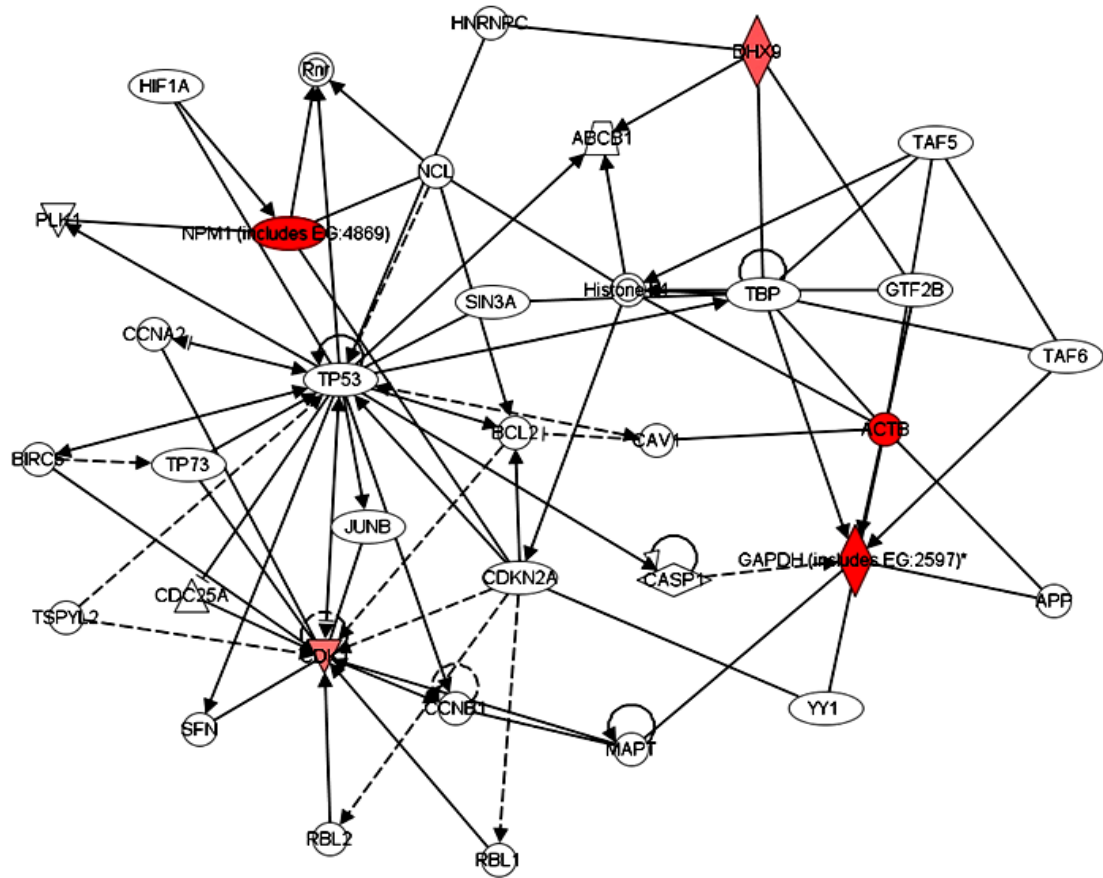 HNRNPC
DHX9
Rnr
HIF1A
ABCB1
TAF5
NCL
PLK1
NPM1 (includes EG:4869)
Histone
TBP
GTF2B
SIN3A
CCNA2
TAF6
TP53
BCL2
CAV1
ACTB
BIRC5
TP73
JUNB
GAPDH (includes EG:2597)*
CDKN2A
CASP1
CDC25A
APP
TSPYL2
CCNB1
YY1
SFN
MAPT
RBL2
RBL1